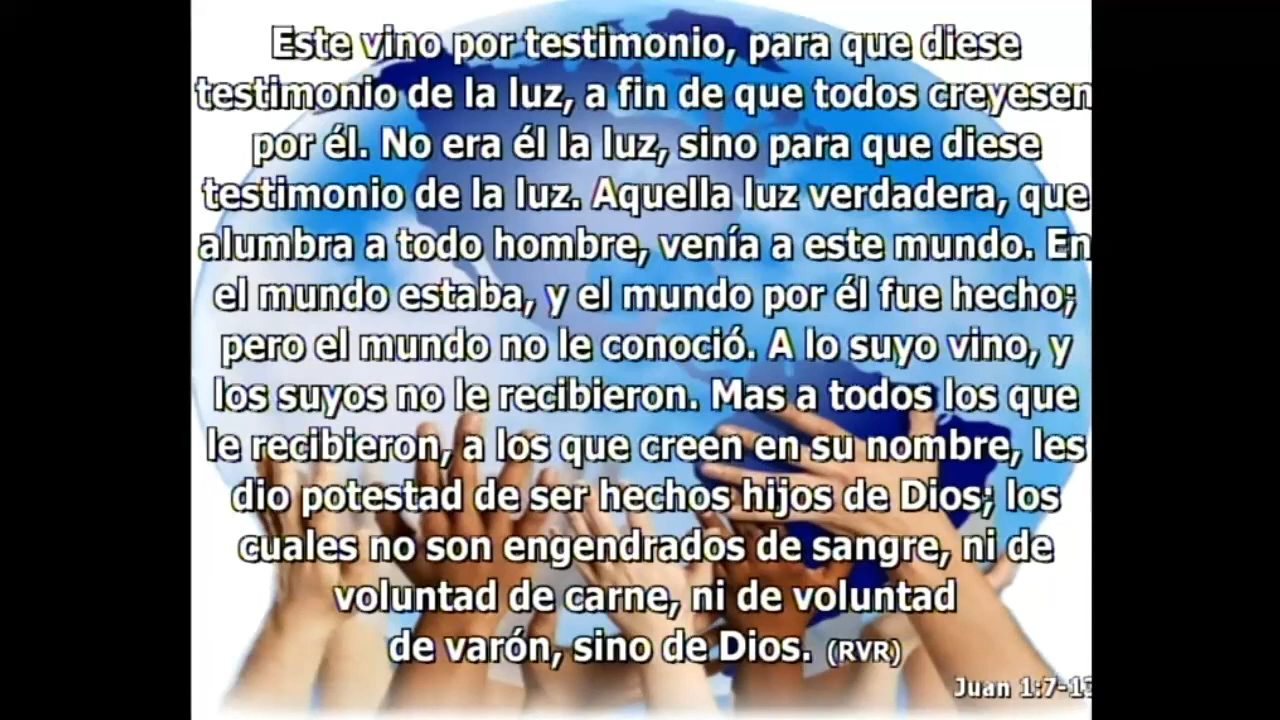 Este vino por testimonio, para que diese
testimonio de la luz, a fin de que todos creyesen
por él. No era él la luz, sino para que diese
testimonio de la luz. Aquella luz verdadera, que
alumbra a todo hombre, venía a este mundo. En
el mundo estaba, y el mundo por él fue hecho;
pero el mundo no le conoció. A lo suyo vino, y
los suyos no le recibieron. Mas a todos los que
le recibieron, a los que creen en su nombre, les
dio potestad de ser hechos hijos de Dios; los
cuales no son engendrados de sangre, ni de
voluntad de carne, ni de voluntad
de varón, sino de Dios. (RVR)
Juan 1:7-13